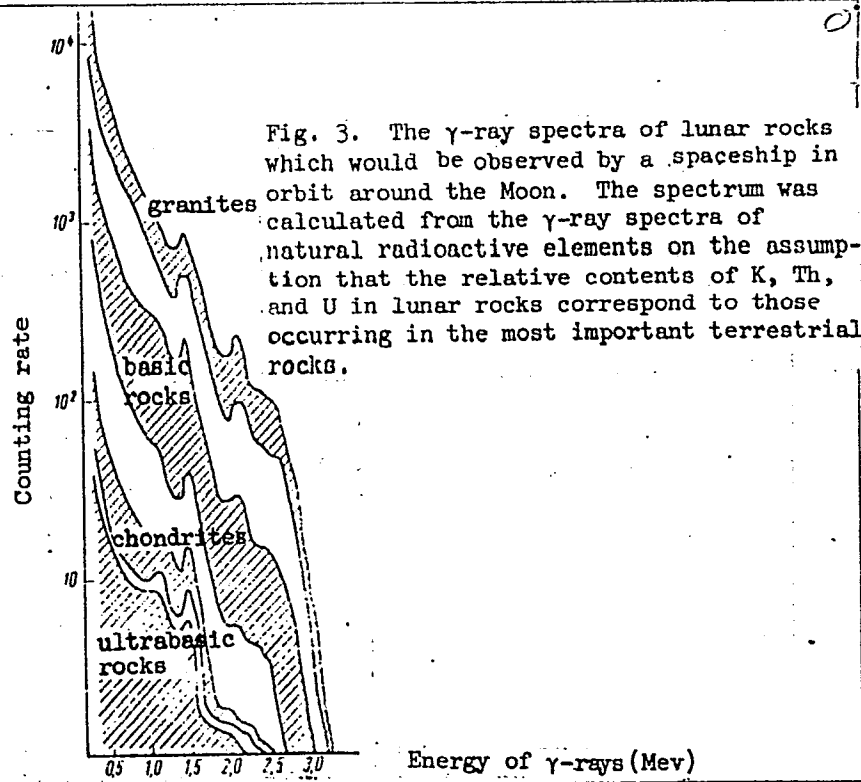 10⁴
Fig. 3. The γ-ray spectra of lunar rocks
which would be observed by a spaceship in
orbit around the Moon. The spectrum was
calculated from the γ-ray spectra of
natural radioactive elements on the assump-
tion that the relative contents of K, Th,
and U in lunar rocks correspond to those
occurring in the most important terrestrial
rocks.
granites
10³
basic
rocks
10²
Counting rate
chondrites
10
ultrabasic
rocks
0,5 1,0 1,5 2,0 2,5 3,0
Energy of γ-rays(Mev)